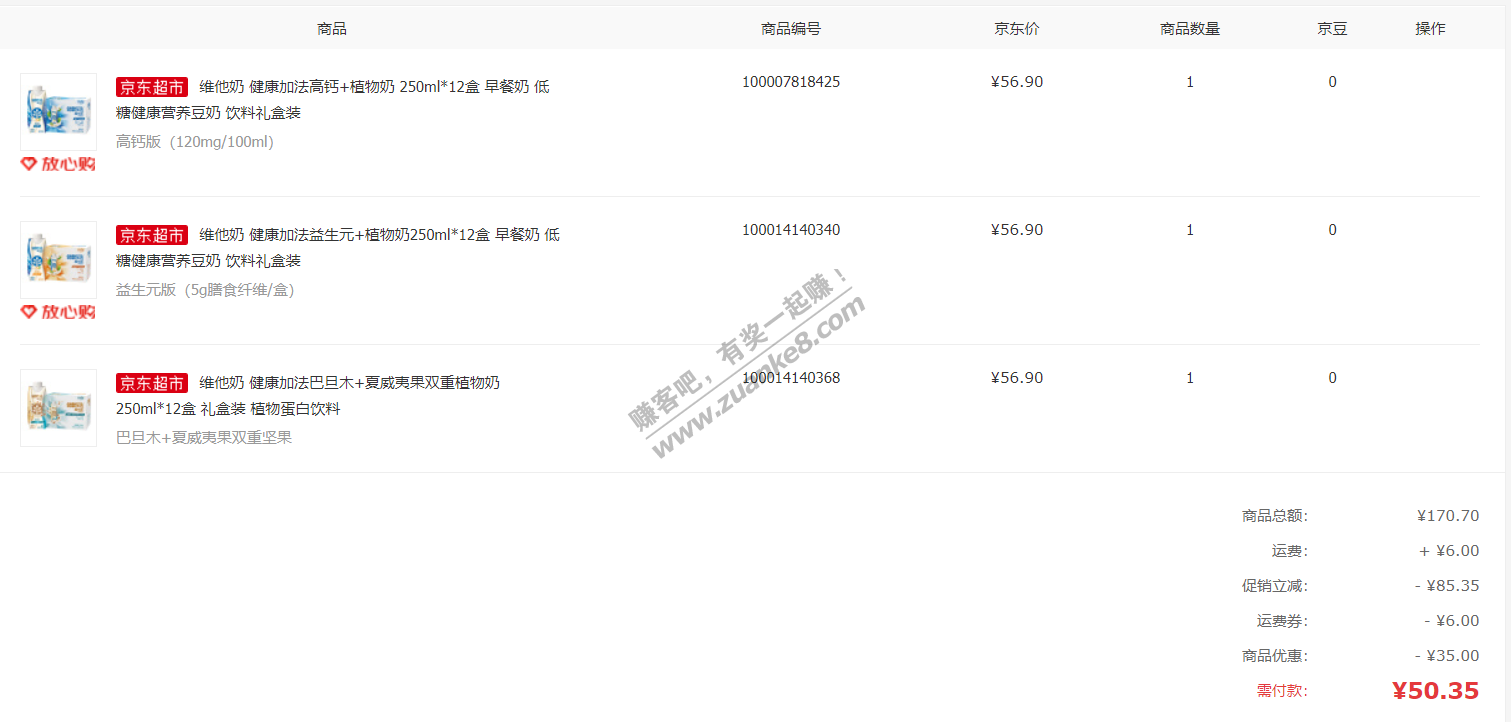 商品 商品编号 京东价 商品数量 京豆 操作
京东超市 维他奶 健康加法高钙+植物奶 250ml*12盒 早餐奶 低 100007818425 ¥56.90 1 0
糖健康营养豆奶 饮料礼盒装
高钙版（120mg/100ml）
放心购
京东超市 维他奶 健康加法益生元+植物奶250ml*12盒 早餐奶 低 100014140340 ¥56.90 1 0
糖健康营养豆奶 饮料礼盒装
益生元版（5g膳食纤维/盒）
放心购
京东超市 维他奶 健康加法巴旦木+夏威夷果双重植物奶 100014140368 ¥56.90 1 0
250ml*12盒 礼盒装 植物蛋白饮料
巴旦木+夏威夷果双重坚果
赚客吧，有奖一起赚！
www.zuanke8.com
商品总额： ¥170.70
运费： + ¥6.00
促销立减： - ¥85.35
运费券： - ¥6.00
商品优惠： - ¥35.00
需付款： ¥50.35